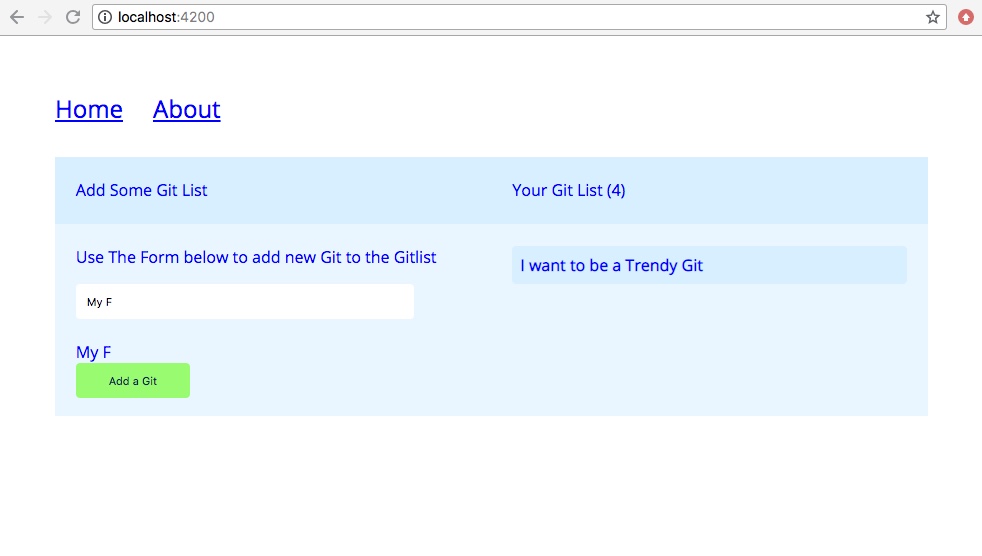 localhost:4200
Home About
Add Some Git List
Your Git List (4)
Use The Form below to add new Git to the Gitlist
I want to be a Trendy Git
My F
My F
Add a Git